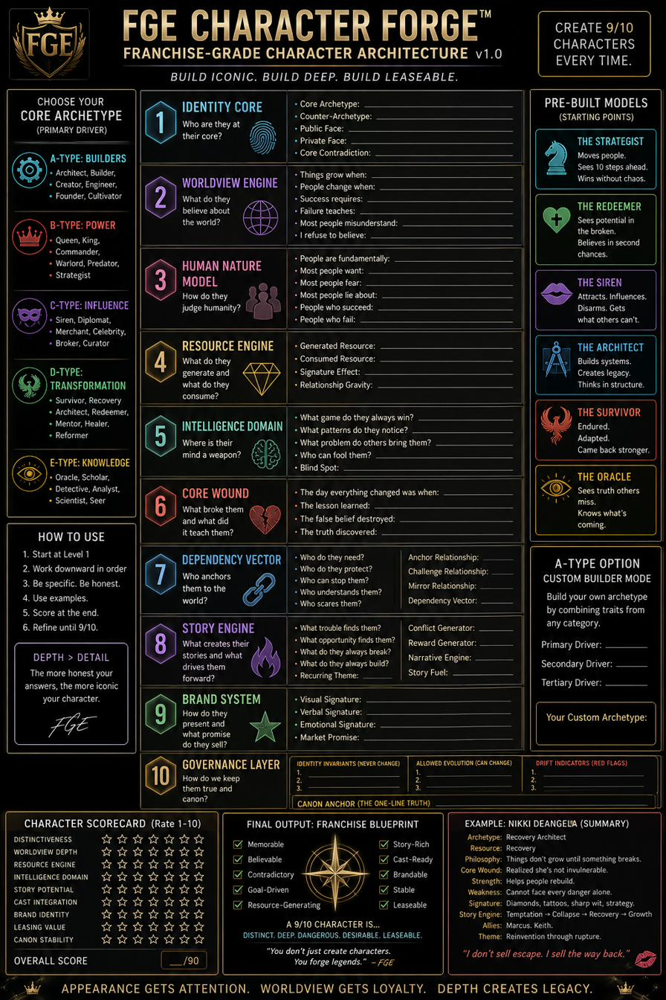 FGE
FGE CHARACTER FORGE™
FRANCHISE-GRADE CHARACTER ARCHITECTURE v1.0
BUILD ICONIC. BUILD DEEP. BUILD LEASEABLE.
CREATE 9/10
CHARACTERS
EVERY TIME.
CHOOSE YOUR
CORE ARCHETYPE
(PRIMARY DRIVER)
A-TYPE: BUILDERS
• Architect, Builder,
• Creator, Engineer,
• Founder, Cultivator
B-TYPE: POWER
• Queen, King,
• Commander,
• Warlord, Predator,
• Strategist
C-TYPE: INFLUENCE
• Siren, Diplomat,
• Merchant, Celebrity,
• Broker, Curator
D-TYPE:
TRANSFORMATION
• Survivor, Recovery
• Architect, Redeemer,
• Mentor, Healer,
• Reformer
E-TYPE: KNOWLEDGE
• Oracle, Scholar,
• Detective, Analyst,
• Scientist, Seer
HOW TO USE
1. Start at Level 1
2. Work downward in order
3. Be specific. Be honest.
4. Use examples.
5. Score at the end.
6. Refine until 9/10.
DEPTH > DETAIL
The more honest your
answers, the more iconic
your character.
FGE
1
IDENTITY CORE
Who are they at
their core?
• Core Archetype:
• Counter-Archetype:
• Public Face:
• Private Face:
• Core Contradiction:
2
WORLDVIEW ENGINE
What do they
believe about
the world?
• Things grow when:
• People change when:
• Success requires:
• Failure teaches:
• Most people misunderstand:
• I refuse to believe:
3
HUMAN NATURE
MODEL
How do they
judge humanity?
• People are fundamentally:
• Most people want:
• Most people fear:
• Most people lie about:
• People who succeed:
• People who fail:
4
RESOURCE ENGINE
What do they
generate and
what do they
consume?
• Generated Resource:
• Consumed Resource:
• Signature Effect:
• Relationship Gravity:
5
INTELLIGENCE DOMAIN
Where is their
mind a weapon?
• What game do they always win?
• What patterns do they notice?
• What problem do others bring them?
• Who can fool them?
• Blind Spot:
6
CORE WOUND
What broke them
and what did
it teach them?
• The day everything changed was when:
• The lesson learned:
• The false belief destroyed:
• The truth discovered:
7
DEPENDENCY VECTOR
Who anchors
them to the
world?
• Who do they need?
• Who do they protect?
• Who can stop them?
• Who understands them?
• Who scares them?
Anchor Relationship:
Challenge Relationship:
Mirror Relationship:
Dependency Vector:
8
STORY ENGINE
What creates their
stories and what
drives them
forward?
• What trouble finds them?
• What opportunity finds them?
• What do they always break?
• What do they always build?
• Recurring Theme:
Conflict Generator:
Reward Generator:
Narrative Engine:
Story Fuel:
9
BRAND SYSTEM
How do they
present and
what promise
do they sell?
• Visual Signature:
• Verbal Signature:
• Emotional Signature:
• Market Promise:
10
GOVERNANCE LAYER
How do we keep
them true and
canon?
IDENTITY INVARIANTS (NEVER CHANGE)
1.
2.
3.
ALLOWED EVOLUTION (CAN CHANGE)
1.
2.
3.
DRIFT INDICATORS (RED FLAGS)
1.
2.
3.
CANON ANCHOR (THE ONE-LINE TRUTH)
PRE-BUILT MODELS
(STARTING POINTS)
THE STRATEGIST
Moves people.
Sees 10 steps ahead.
Wins without chaos.
THE REDEEMER
Sees potential in
the broken.
Believes in second
chances.
THE SIREN
Attracts. Influences.
Disarms. Gets
what others can't.
THE ARCHITECT
Builds systems.
Creates legacy.
Thinks in structure.
THE SURVIVOR
Endured.
Adapted.
Came back stronger.
THE ORACLE
Sees truth others
miss.
Knows what's
coming.
A-TYPE OPTION
CUSTOM BUILDER MODE
Build your own archetype
by combining traits from
any category.
Primary Driver:
Secondary Driver:
Tertiary Driver:
Your Custom Archetype:
CHARACTER SCORECARD (Rate 1-10)
DISTINCTIVENESS
WORLDVIEW DEPTH
RESOURCE ENGINE
INTELLIGENCE DOMAIN
STORY POTENTIAL
CAST INTEGRATION
BRAND IDENTITY
LEASING VALUE
CANON STABILITY
OVERALL SCORE __/90
FINAL OUTPUT: FRANCHISE BLUEPRINT
Memorable
Believable
Contradictory
Goal-Driven
Resource-Generating
Story-Rich
Cast-Ready
Brandable
Stable
Leaseable
A 9/10 CHARACTER IS...
DISTINCT. DEEP. DANGEROUS. DESIRABLE. LEASEABLE.
"You don't just create characters.
You forge legends." – FGE
EXAMPLE: NIKKI DEANGELA (SUMMARY)
Archetype: Recovery Architect
Resource: Recovery
Philosophy: Things don't grow until something breaks.
Core Wound: Realized she's not invulnerable.
Strength: Helps people rebuild.
Weakness: Cannot face every danger alone.
Signature: Diamonds, tattoos, sharp wit, strategy.
Story Engine: Temptation → Collapse → Recovery → Growth
Allies: Marcus. Keith.
Theme: Reinvention through rupture.
"I don't sell escape. I sell the way back."
APPEARANCE GETS ATTENTION. WORLDVIEW GETS LOYALTY. DEPTH CREATES LEGACY.